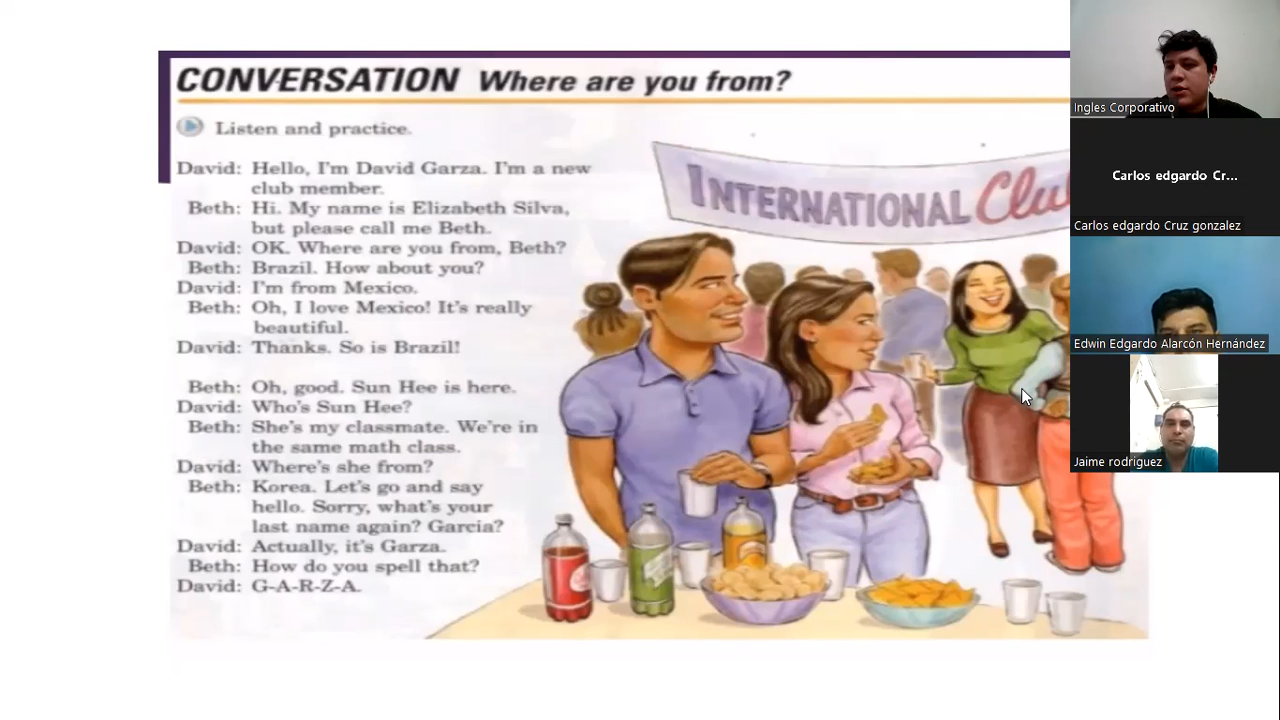 CONVERSATION Where are you from?
Listen and practice.
David: Hello, I'm David Garza. I'm a new
club member.
Beth: Hi. My name is Elizabeth Silva,
but please call me Beth.
David: OK. Where are you from, Beth?
Beth: Brazil. How about you?
David: I'm from Mexico.
Beth: Oh, I love Mexico! It's really
beautiful.
David: Thanks. So is Brazil!
Beth: Oh, good. Sun Hee is here.
David: Who's Sun Hee?
Beth: She's my classmate. We're in
the same math class.
David: Where's she from?
Beth: Korea. Let's go and say
hello. Sorry, what's your
last name again? Garcia?
David: Actually, it's Garza.
Beth: How do you spell that?
David: G-A-R-Z-A.
INTERNATIONAL Clu
Ingles Corporativo
Carlos edgardo Cr...
Carlos edgardo Cruz gonzalez
Edwin Edgardo Alarcón Hernández
Jaime rodriguez